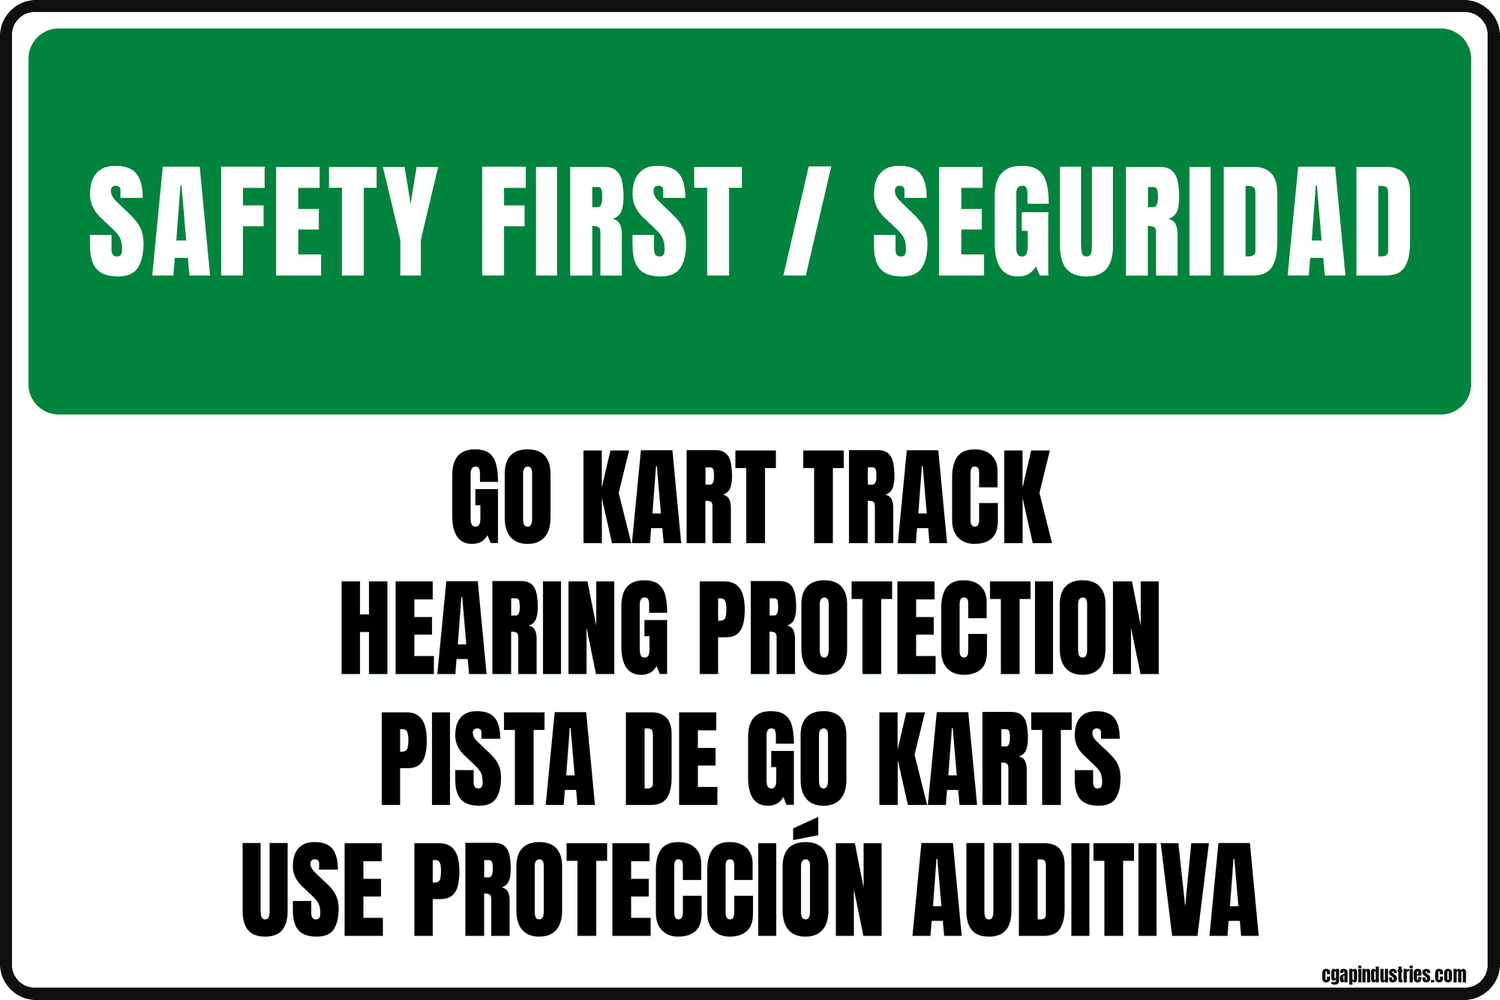 SAFETY FIRST / SEGURIDAD
GO KART TRACK
HEARING PROTECTION
PISTA DE GO KARTS
USE PROTECCIÓN AUDITIVA
cgapindustries.com